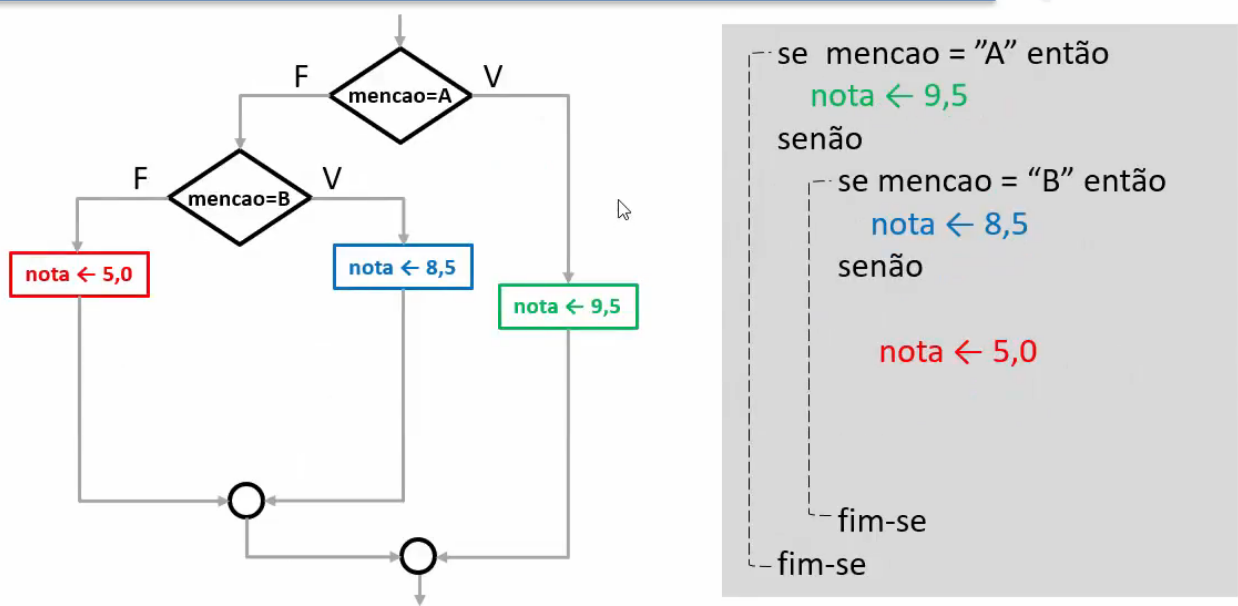 F
V
mencao=A
F
V
mencao=B
nota ← 5,0
nota ← 8,5
nota ← 9,5
se mencao = ”A” então
nota ← 9,5
senão
se mencao = “B” então
nota ← 8,5
senão
nota ← 5,0
fim-se
fim-se